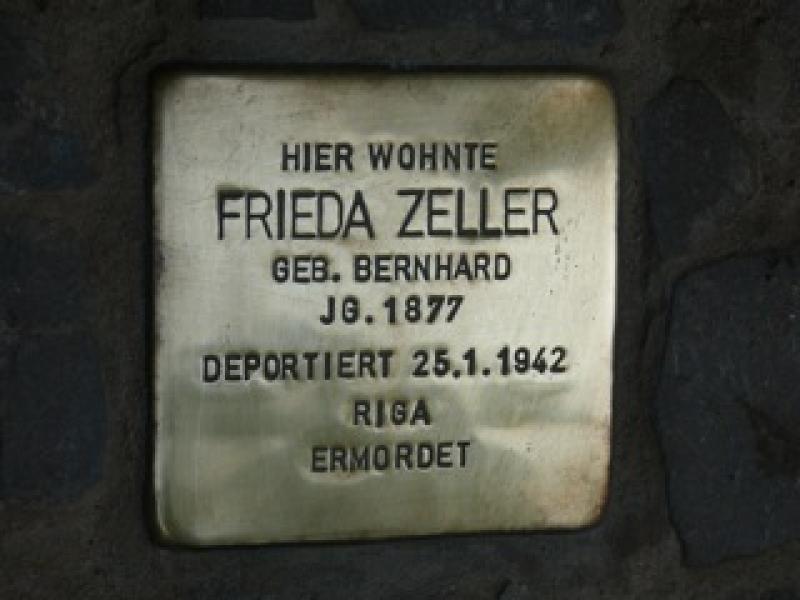 HIER WOHNTE
FRIEDA ZELLER
GEB. BERNHARD
JG. 1877
DEPORTIERT 25.1.1942
RIGA
ERMORDET